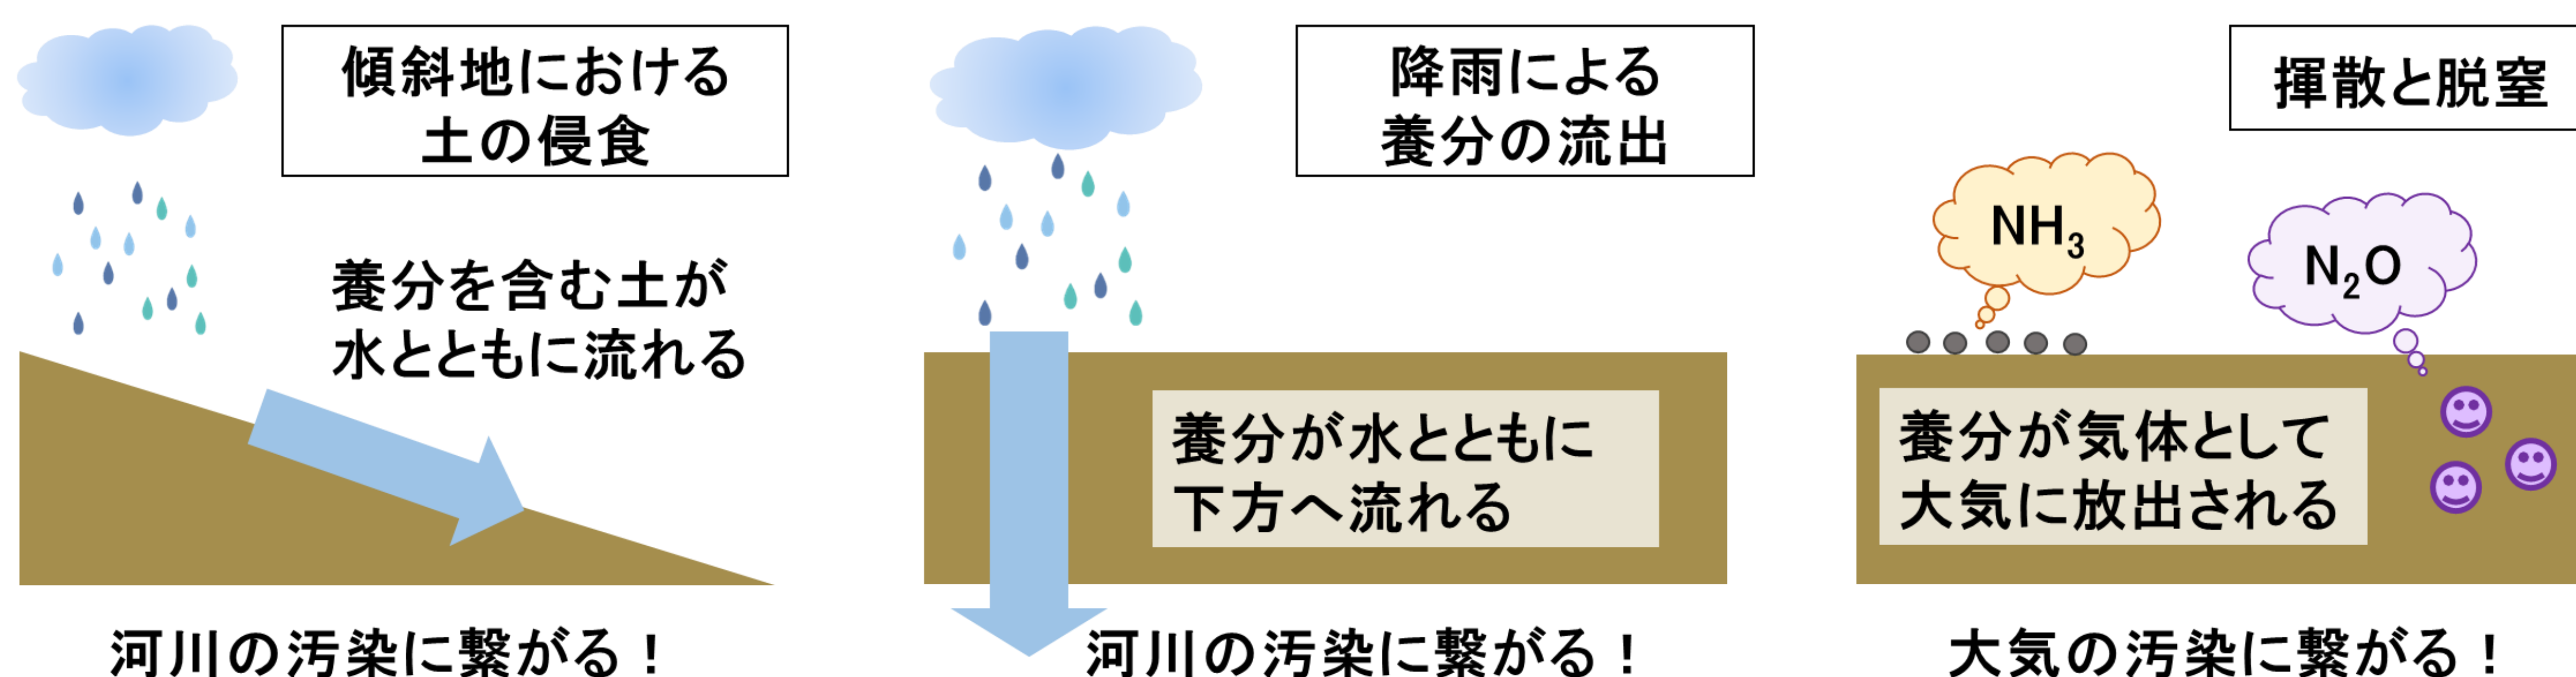 傾斜地における
土の侵食
養分を含む土が
水とともに流れる
河川の汚染に繋がる！
降雨による
養分の流出
養分が水とともに
下方へ流れる
河川の汚染に繋がる！
揮散と脱窒
NH₃
N₂O
養分が気体として
大気に放出される
大気の汚染に繋がる！